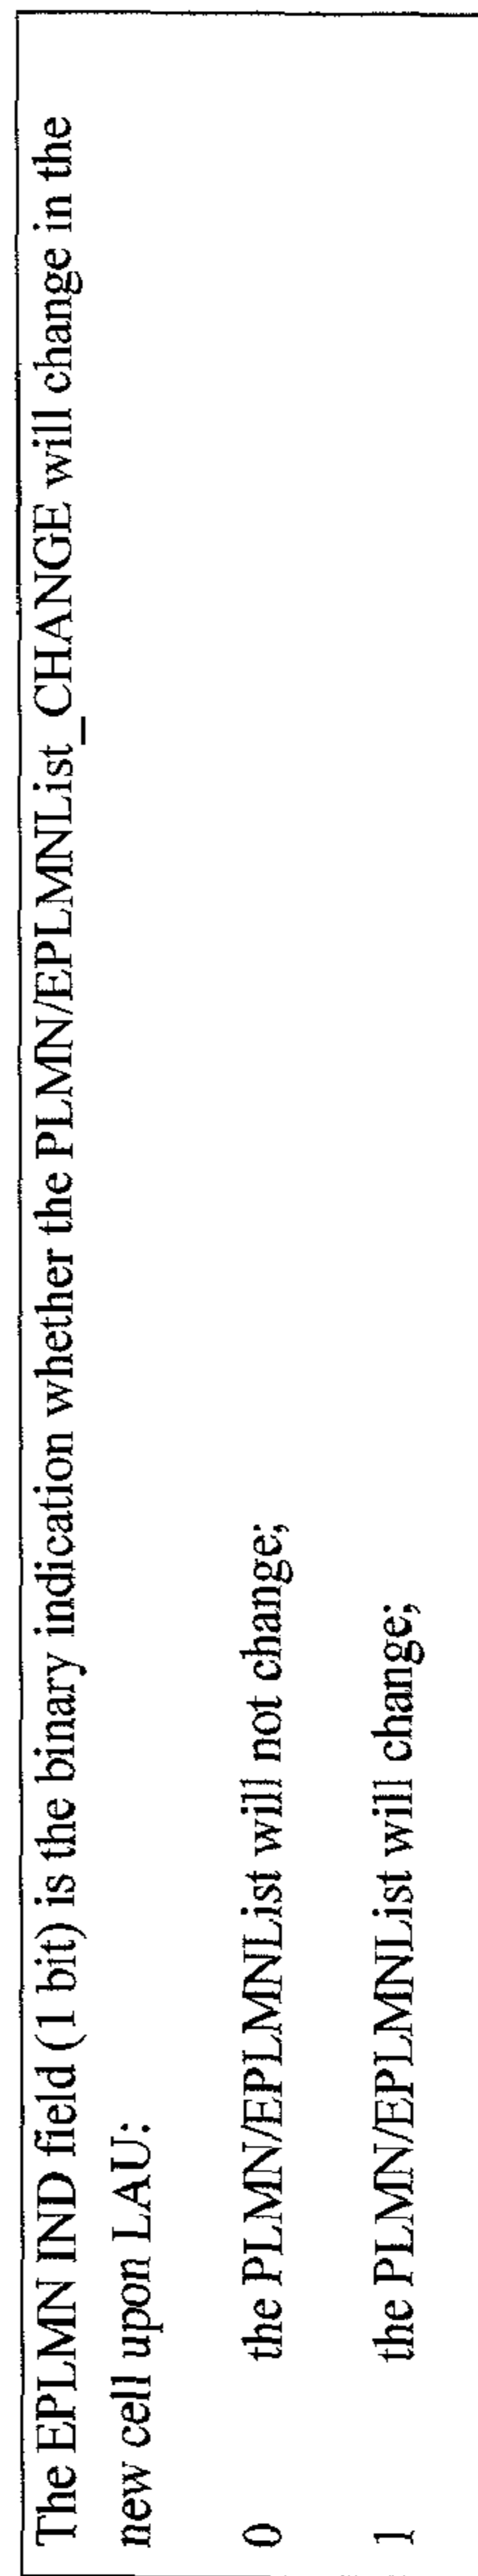 The EPLMN IND field (1 bit) is the binary indication whether the PLMN/EPLMNList_CHANGE will change in the
new cell upon LAU:
0 the PLMN/EPLMNList will not change;
1 the PLMN/EPLMNList will change;